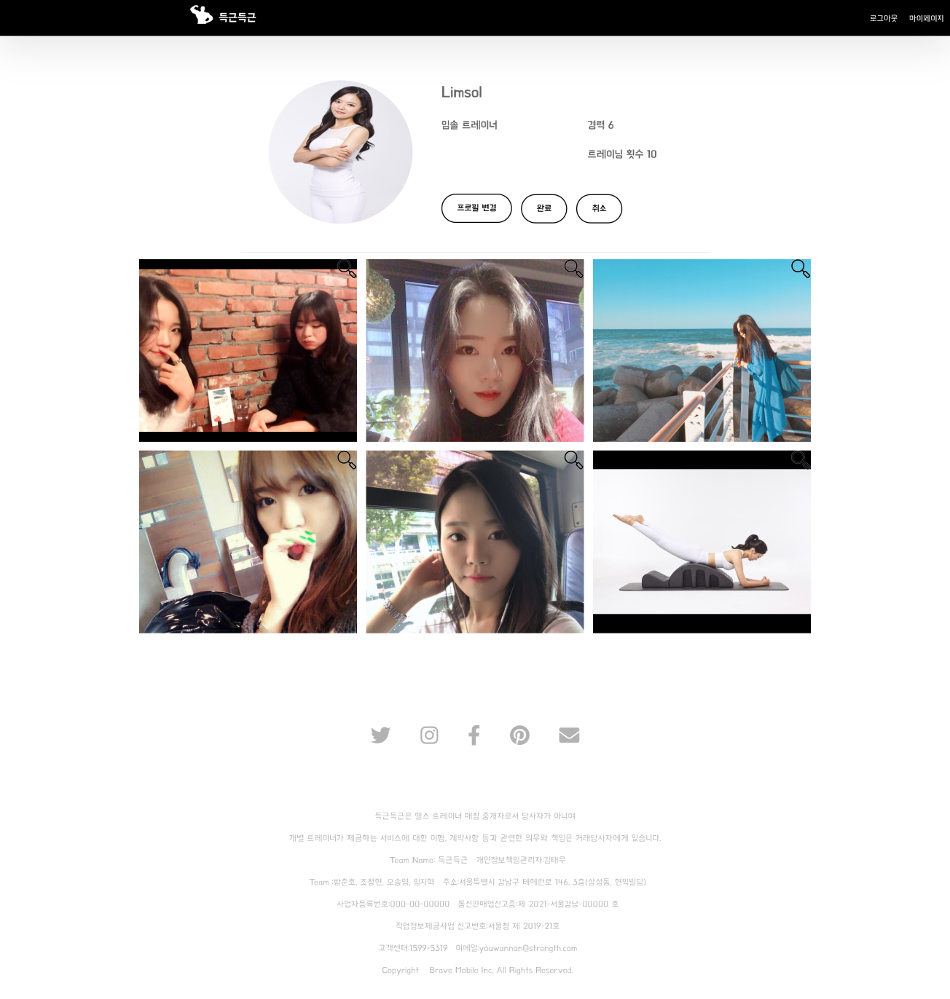 득근득근
로그아웃 마이페이지
Limsol
임솔 트레이너
경력 6
트레이닝 횟수 10
프로필 변경 완료 취소
득근득근은 헬스 트레이너 매칭 중개자로서 당사자가 아니며
개별 트레이너가 제공하는 서비스에 대한 이행, 계약사항 등과 관련한 의무와 책임은 거래당사자에게 있습니다.
Team Name: 득근득근 개인정보책임관리자:김태우
Team :방준호, 조참현, 오송염, 임지혁 주소:서울특별시 강남구 테헤란로 146, 3층(삼섬동, 현익빌딩)
사업자등록번호:000-00-00000 통신판매업신고증:제 2021-서울강남-00000 호
직업정보제공사업 신고번호:서울청 제 2019-21호
고객센터:1599-5319 이메일:youwannan@strength.com
Copyright Brave Mobile Inc. All Rights Reserved.